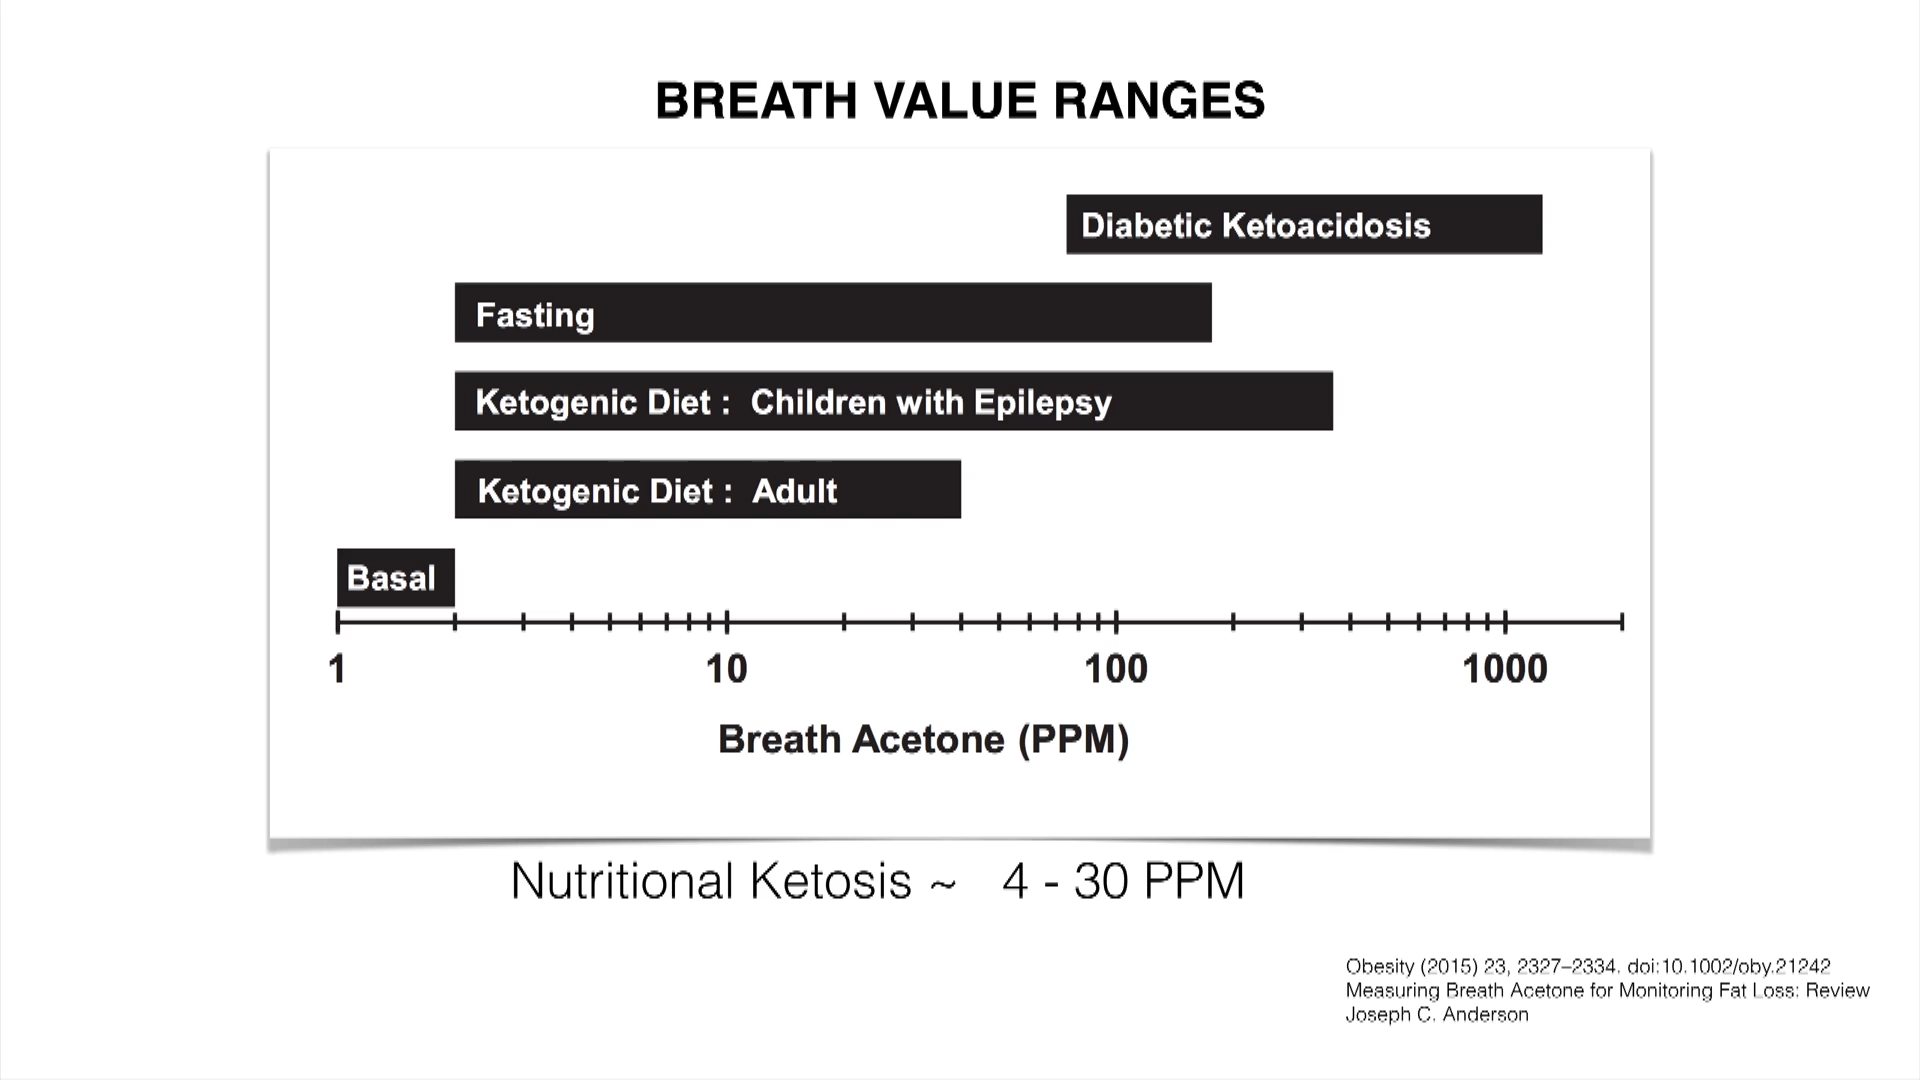 BREATH VALUE RANGES
Diabetic Ketoacidosis
Fasting
Ketogenic Diet :  Children with Epilepsy
Ketogenic Diet :  Adult
Basal
1 10 100 1000
Breath Acetone (PPM)
Nutritional Ketosis ~ 4 - 30 PPM
Obesity (2015) 23, 2327–2334. doi:10.1002/oby.21242
Measuring Breath Acetone for Monitoring Fat Loss: Review
Joseph C. Anderson